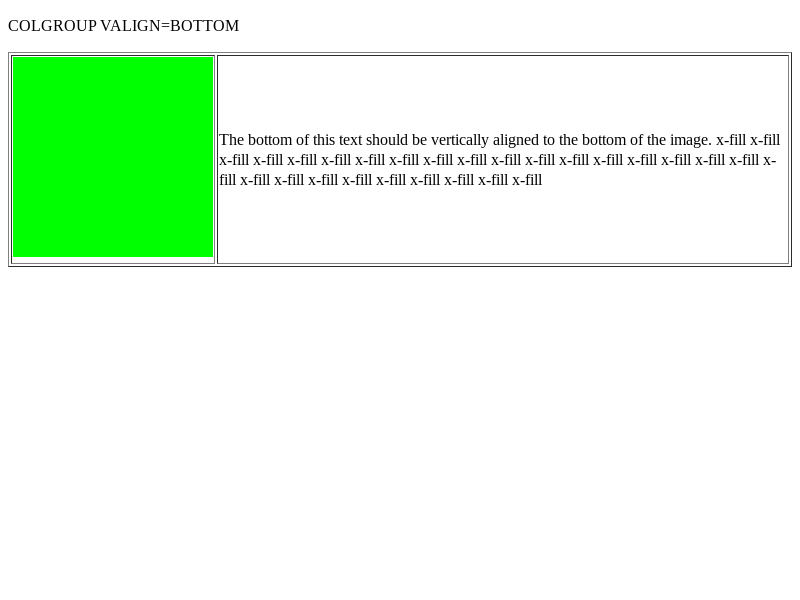 COLGROUP VALIGN=BOTTOM
The bottom of this text should be vertically aligned to the bottom of the image. x-fill x-fill
x-fill x-fill x-fill x-fill x-fill x-fill x-fill x-fill x-fill x-fill x-fill x-fill x-fill x-fill x-
fill x-fill x-fill x-fill x-fill x-fill x-fill x-fill x-fill x-fill